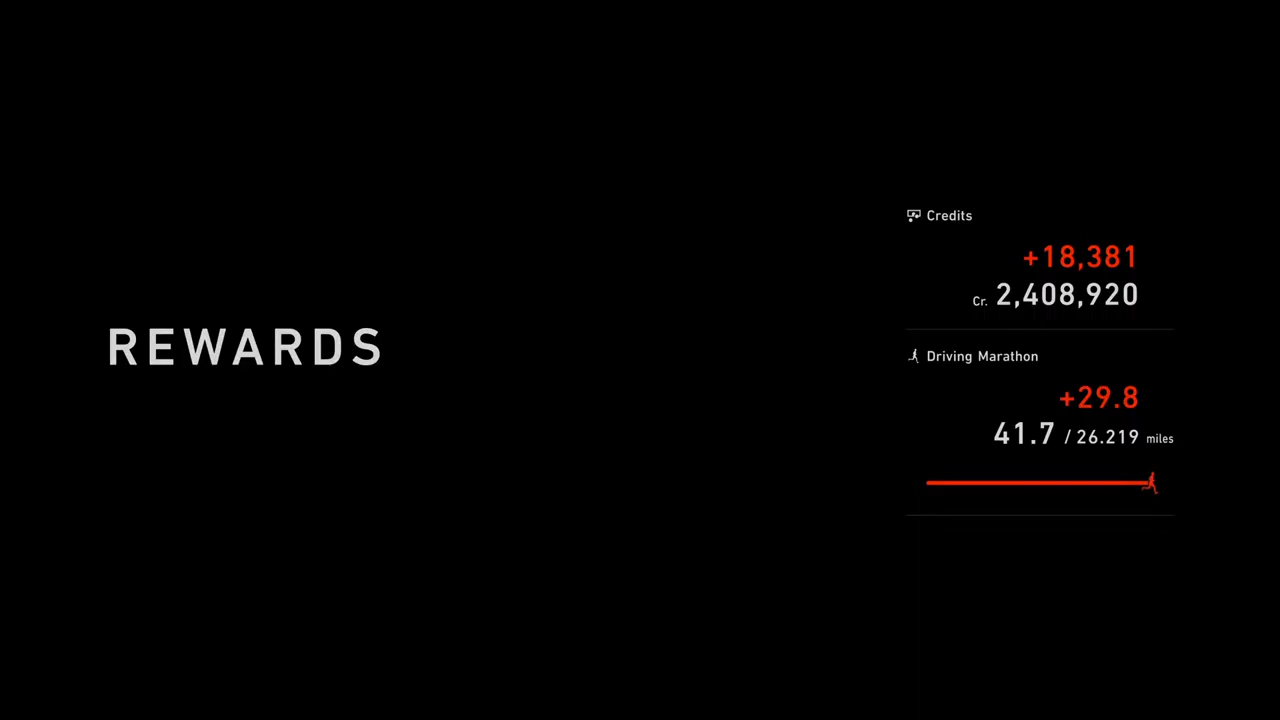 REWARDS
Credits
+18,381
Cr. 2,408,920
Driving Marathon
+29.8
41.7 / 26.219 miles